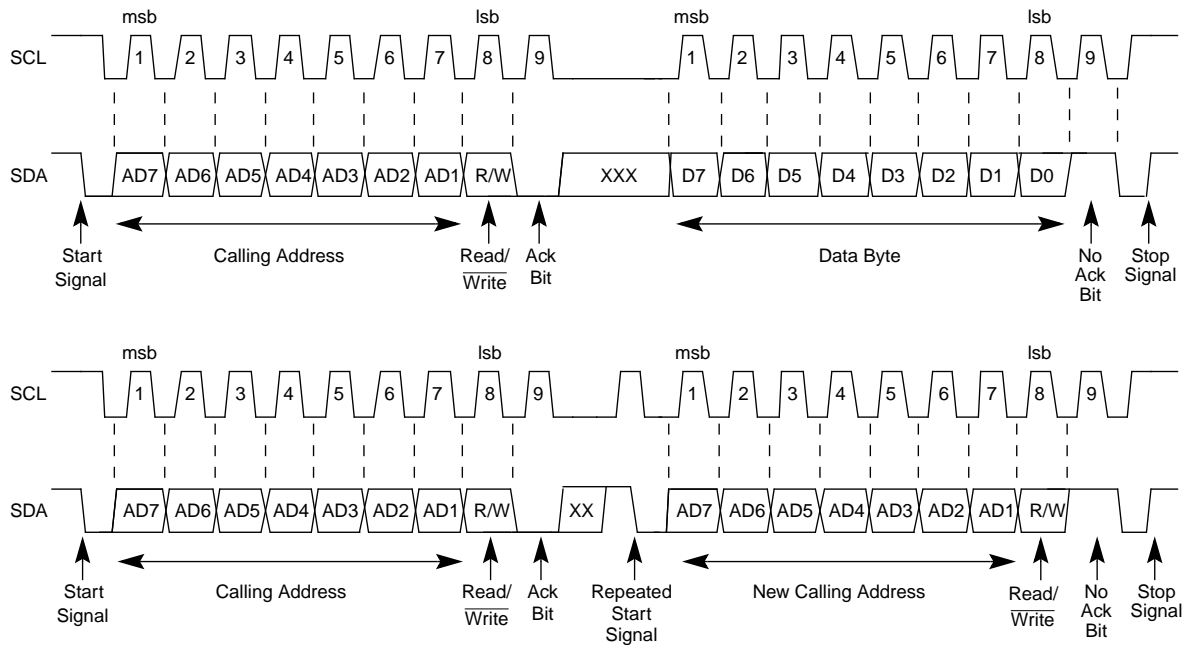 msb lsb msb lsb
SCL 1 2 3 4 5 6 7 8 9 1 2 3 4 5 6 7 8 9
SDA AD7 AD6 AD5 AD4 AD3 AD2 AD1 R/W XXX D7 D6 D5 D4 D3 D2 D1 D0
Start Calling Address Read/ Ack Data Byte No Stop
Signal Write Bit Ack Signal
Bit
msb lsb msb lsb
SCL 1 2 3 4 5 6 7 8 9 1 2 3 4 5 6 7 8 9
SDA AD7 AD6 AD5 AD4 AD3 AD2 AD1 R/W XX AD7 AD6 AD5 AD4 AD3 AD2 AD1 R/W
Start Calling Address Read/ Ack Repeated New Calling Address Read/ No Stop
Signal Write Bit Start Write Ack Signal
Signal Bit